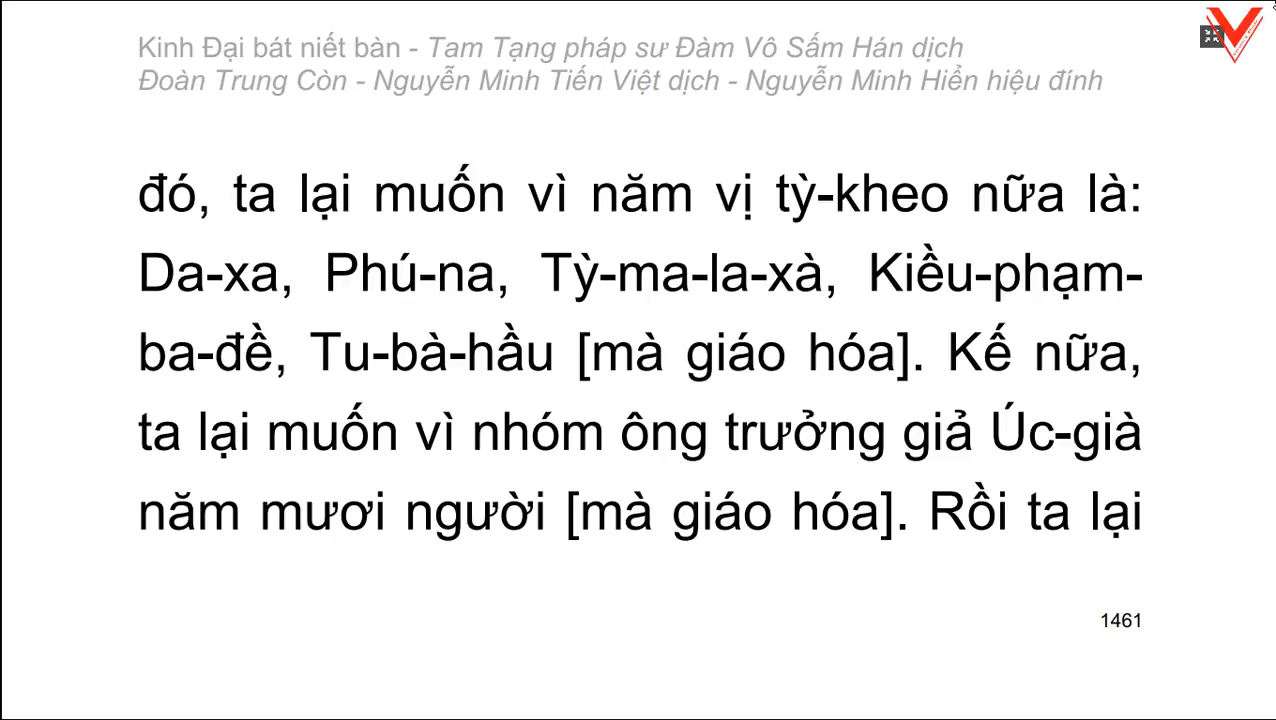 Kinh Đại bát niết bàn - Tam Tạng pháp sư Đàm Vô Sấm Hán dịch
Đoàn Trung Còn - Nguyễn Minh Tiến Việt dịch - Nguyễn Minh Hiển hiệu đính
đó, ta lại muốn vì năm vị tỳ-kheo nữa là:
Da-xa, Phú-na, Tỳ-ma-la-xà, Kiều-phạm-
ba-đề, Tu-bà-hầu [mà giáo hóa]. Kế nữa,
ta lại muốn vì nhóm ông trưởng giả Úc-già
năm mươi người [mà giáo hóa]. Rồi ta lại
1461